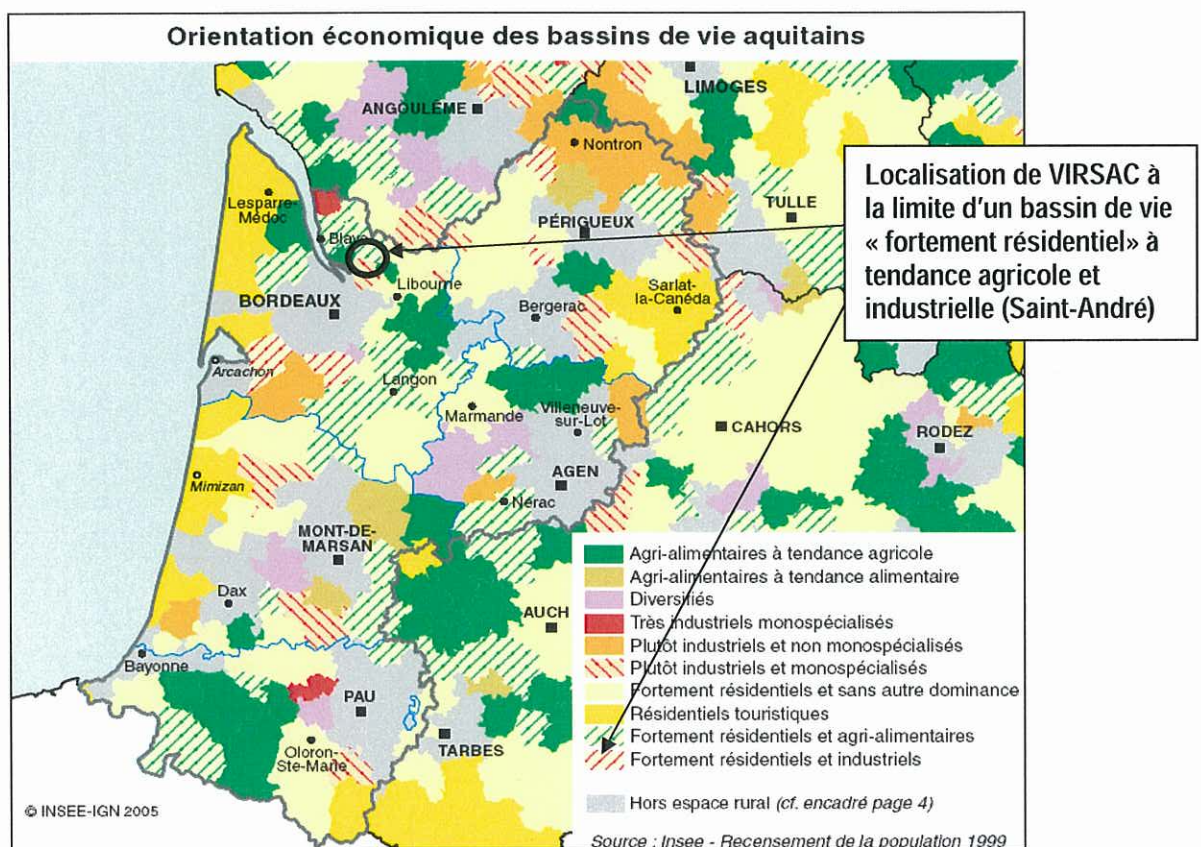 Orientation économique des bassins de vie aquitains
LIMOGES
ANGOULÊME
Nontron
Lesparre-
Médoc
TULLE
PÉRIGUEUX
Blaye
Libourne
Sarlat-
la-Canéda
BORDEAUX
Bergerac
Localisation de VIRSAC à
la limite d’un bassin de vie
« fortement résidentiel» à
tendance agricole et
industrielle (Saint-André)
Arcachon
Langon
Marmande
Villeneuve-
sur-Lot
CAHORS
RODEZ
Mimizan
AGEN
Nérac
MONT-DE-
MARSAN
Dax
AUCH
Bayonne
PAU
TARBES
Oloron-
Ste-Marie
Agri-alimentaires à tendance agricole
Agri-alimentaires à tendance alimentaire
Diversifiés
Très industriels monospécialisés
Plutôt industriels et non monospécialisés
Plutôt industriels et monospécialisés
Fortement résidentiels et sans autre dominance
Résidentiels touristiques
Fortement résidentiels et agri-alimentaires
Fortement résidentiels et industriels
Hors espace rural (cf. encadré page 4)
© INSEE-IGN 2005
Source : Insee - Recensement de la population 1999